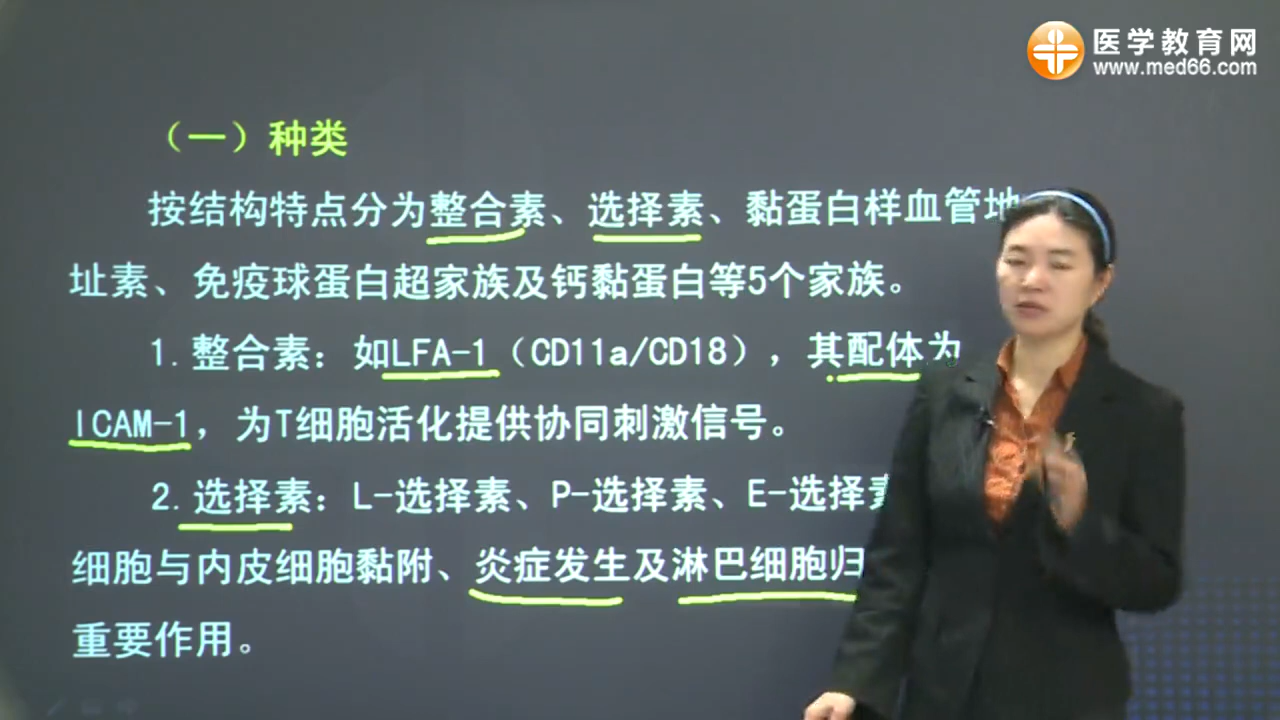 医学教育网
www.med66.com
（一）种类
按结构特点分为整合素、选择素、黏蛋白样血管地
址素、免疫球蛋白超家族及钙黏蛋白等5个家族。
1.整合素：如LFA-1（CD11a/CD18），其配体为
ICAM-1，为T细胞活化提供协同刺激信号。
2.选择素：L-选择素、P-选择素、E-选择素
细胞与内皮细胞黏附、炎症发生及淋巴细胞归
重要作用。